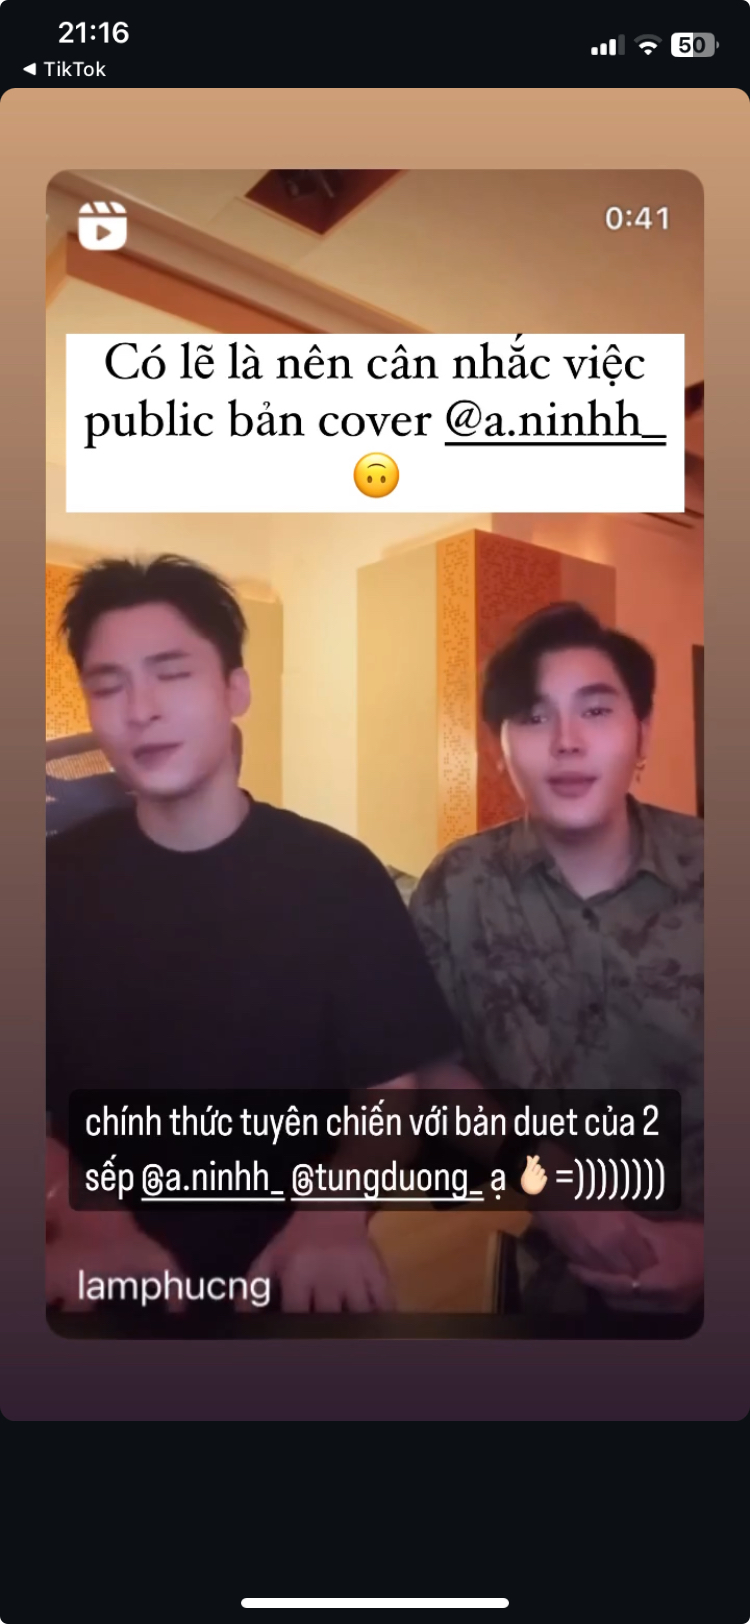 21:16
50
◀ TikTok
0:41
Có lẽ là nên cân nhắc việc
public bản cover @a.ninhh_
🙃
chính thức tuyên chiến với bản duet của 2
sếp @a.ninhh_ @tungduong_ ạ 🫰🏻=))))))))
lamphucng